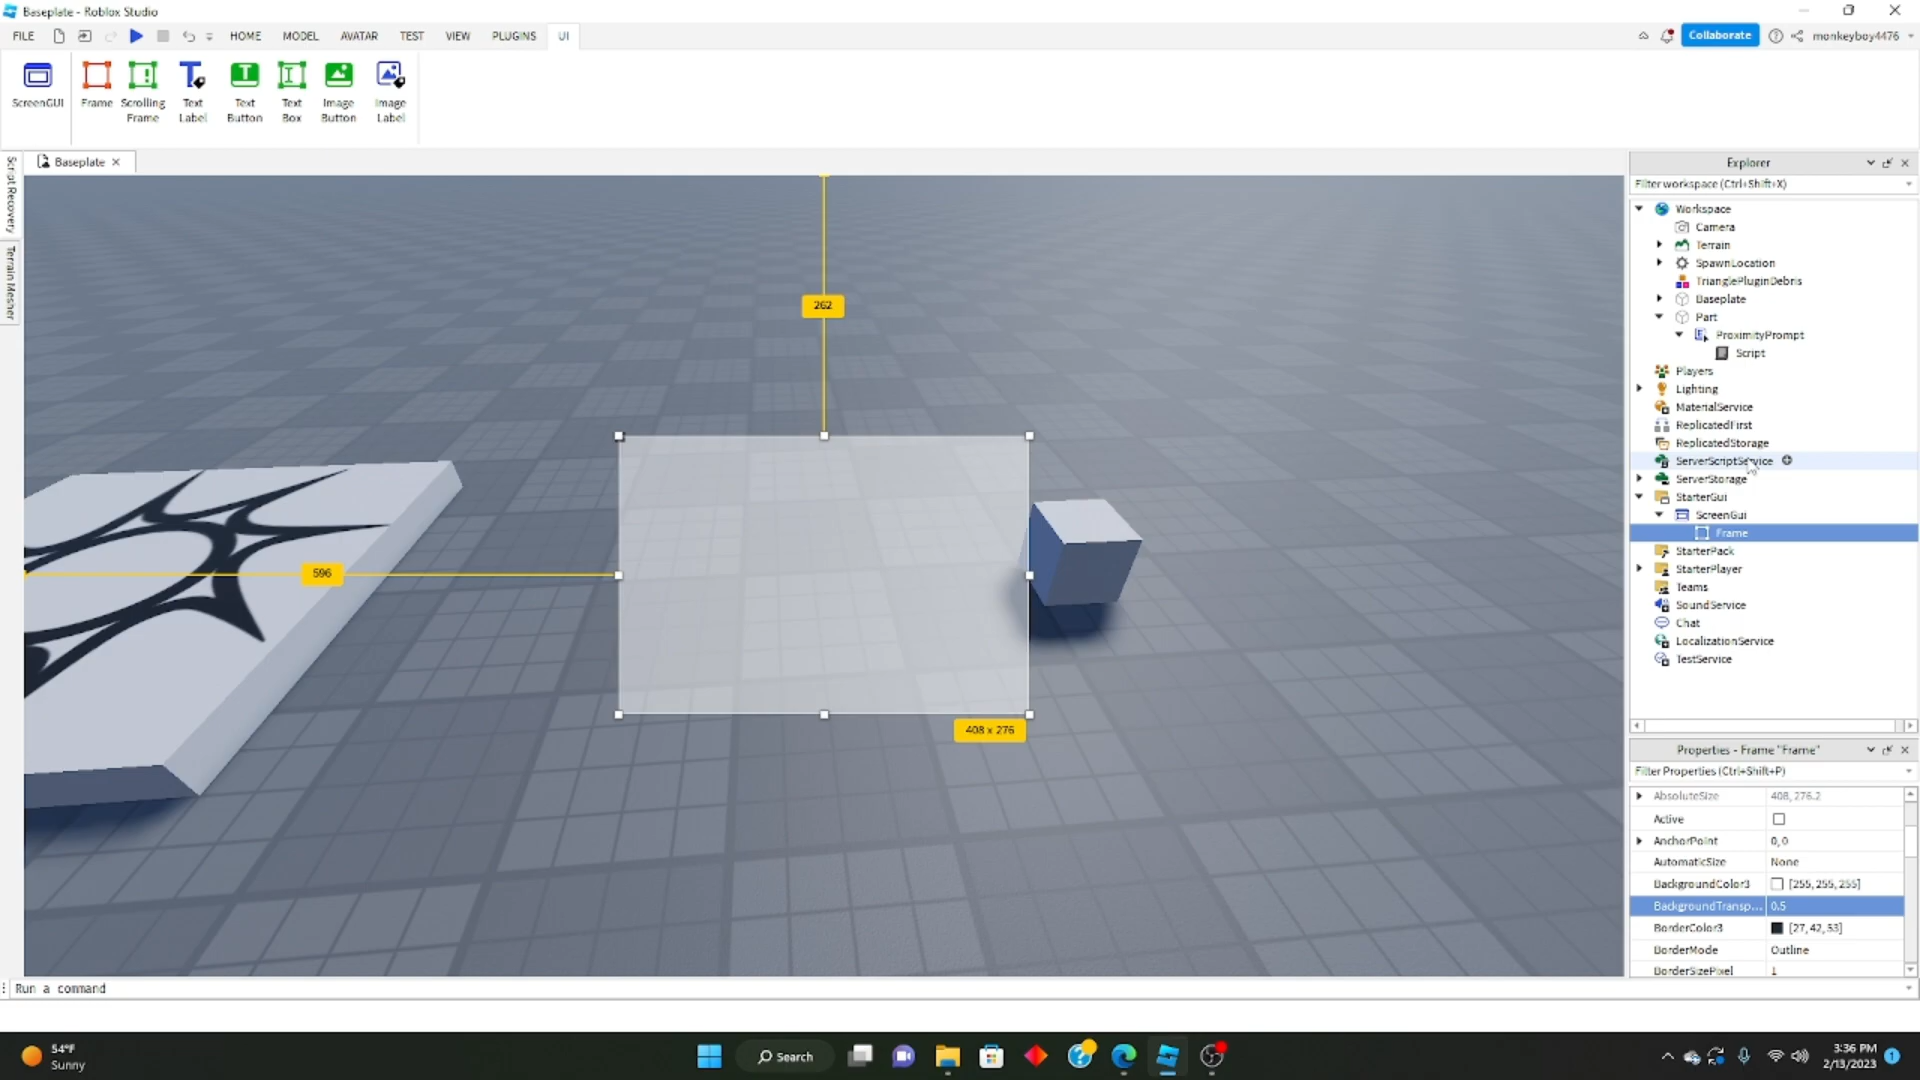 Baseplate - Roblox Studio
FILE HOME MODEL AVATAR TEST VIEW PLUGINS UI
Collaborate monkeyboy4476
ScreenGUI
Frame
Scrolling
Frame
Text
Label
Text
Button
Text
Box
Image
Button
Image
Label
Script Recovery
Terrain Mesher
Baseplate
262
596
408 x 276
Explorer
Filter workspace (Ctrl+Shift+X)
Workspace
Camera
Terrain
SpawnLocation
TrianglePluginDebris
Baseplate
Part
ProximityPrompt
Script
Players
Lighting
MaterialService
ReplicatedFirst
ReplicatedStorage
ServerScriptService
ServerStorage
StarterGui
ScreenGui
Frame
StarterPack
StarterPlayer
Teams
SoundService
Chat
LocalizationService
TestService
Properties - Frame "Frame"
Filter Properties (Ctrl+Shift+P)
AbsoluteSize 408, 276.2
Active
AnchorPoint 0, 0
AutomaticSize None
BackgroundColor3 [255, 255, 255]
BackgroundTransp... 0.5
BorderColor3 [27, 42, 53]
BorderMode Outline
BorderSizePixel 1
Run a command
54°F
Sunny
Search
3:36 PM
2/13/2023
1